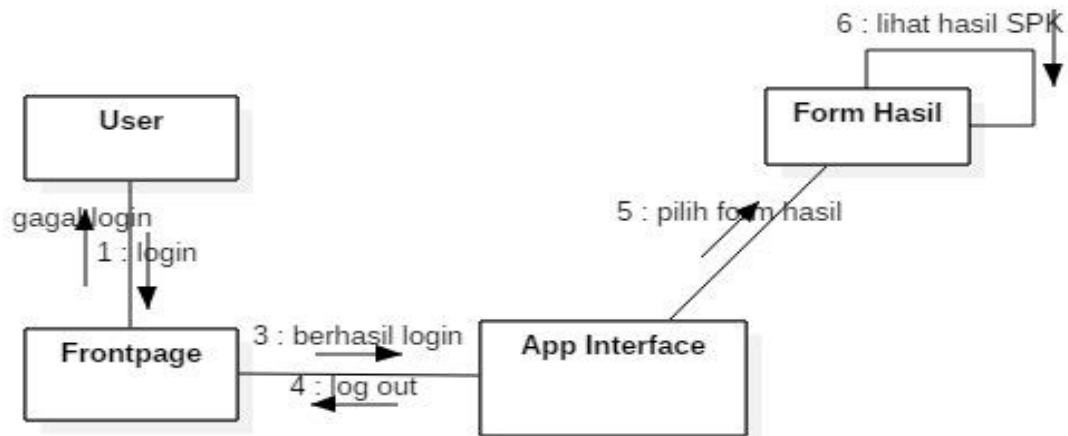 6 : lihat hasil SPK
User
Form Hasil
gagal login
1 : login
5 : pilih form hasil
Frontpage
3 : berhasil login
4 : log out
App Interface